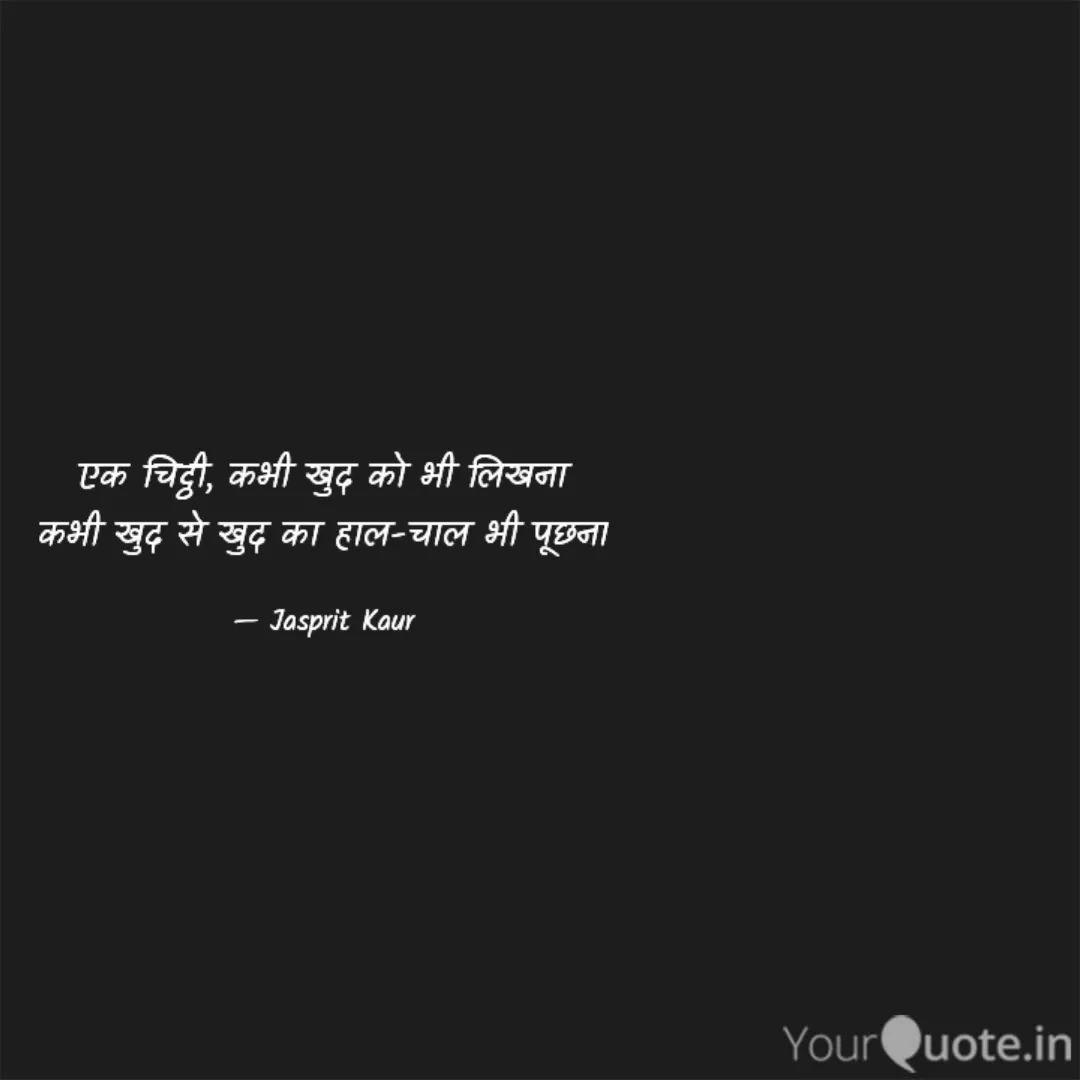 एक चिट्ठी, कभी खुद को भी लिखना
कभी खुद से खुद का हाल-चाल भी पूछना
— Jasprit Kaur
YourQuote.in